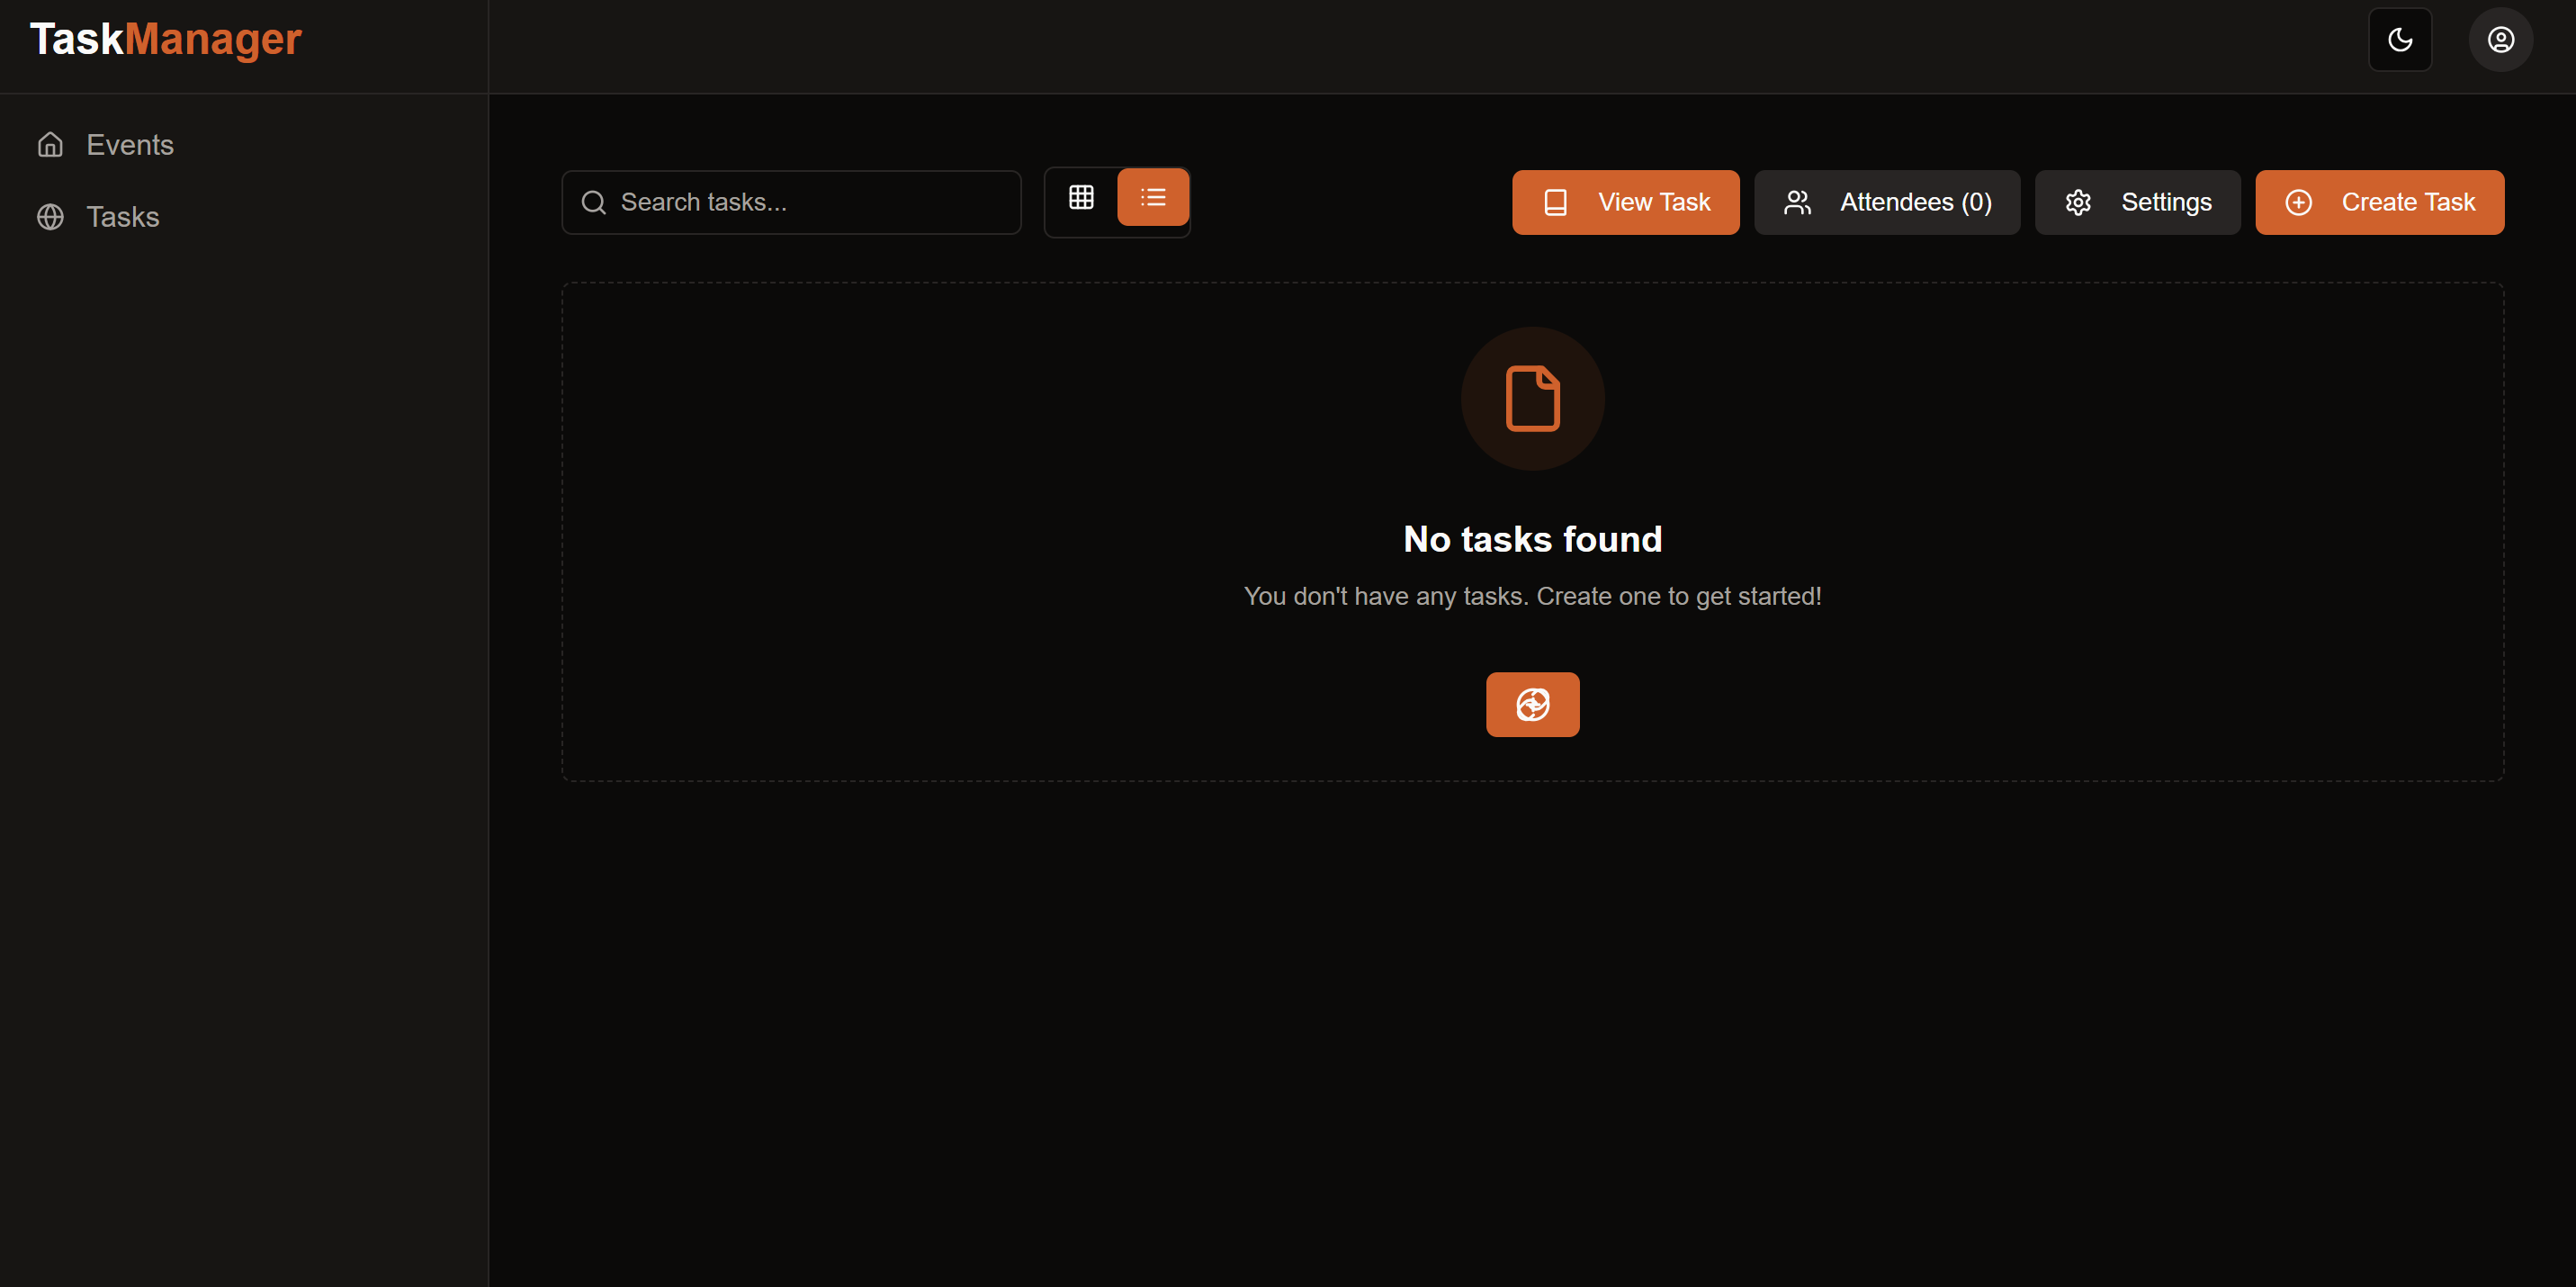 TaskManager
Events
Tasks
Search tasks...
View Task
Attendees (0)
Settings
Create Task
No tasks found
You don't have any tasks. Create one to get started!